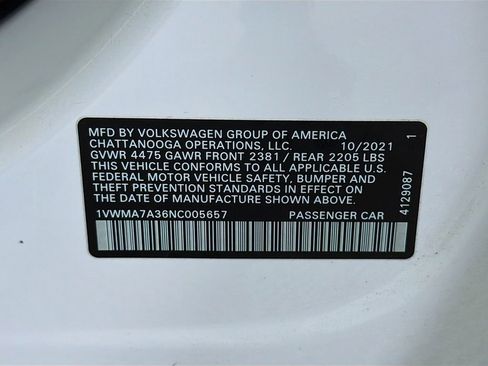 MFD BY VOLKSWAGEN GROUP OF AMERICA
CHATTANOOGA OPERATIONS, LLC. 10/2021
GVWR 4475 GAWR FRONT 2381 / REAR 2205 LBS
THIS VEHICLE CONFORMS TO ALL APPLICABLE U.S.
FEDERAL MOTOR VEHICLE SAFETY, BUMPER AND
THEFT PREVENTION STANDARDS IN EFFECT ON
THE DATE OF MANUFACTURE SHOWN ABOVE.
1VWMA7A36NC005657 PASSENGER CAR
4129087 1